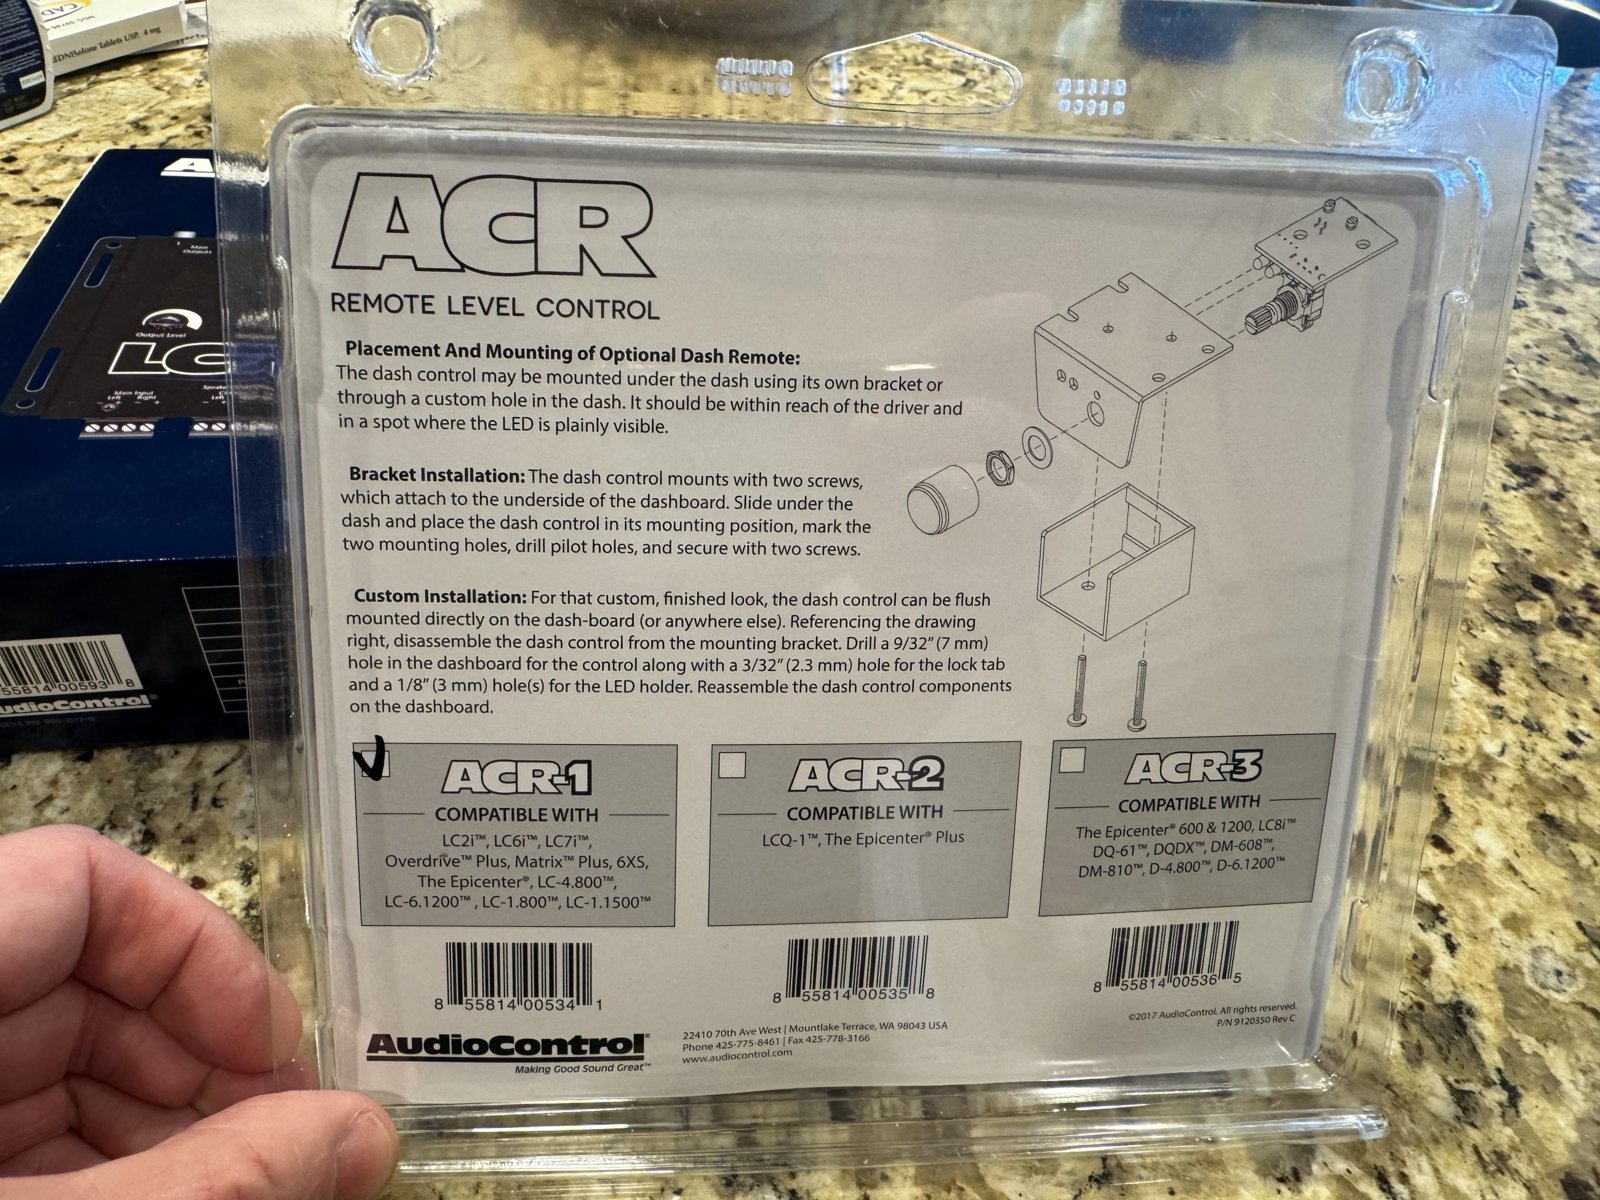 CAD
Tablets USP, 4 mg
Main
Outputs
Output Level
LC
Main Input
Left Right
55814 00593 8
AudioControl
ACR
REMOTE LEVEL CONTROL
Placement And Mounting of Optional Dash Remote:
The dash control may be mounted under the dash using its own bracket or
through a custom hole in the dash. It should be within reach of the driver and
in a spot where the LED is plainly visible.
Bracket Installation: The dash control mounts with two screws,
which attach to the underside of the dashboard. Slide under the
dash and place the dash control in its mounting position, mark the
two mounting holes, drill pilot holes, and secure with two screws.
Custom Installation: For that custom, finished look, the dash control can be flush
mounted directly on the dash-board (or anywhere else). Referencing the drawing
right, disassemble the dash control from the mounting bracket. Drill a 9/32" (7 mm)
hole in the dashboard for the control along with a 3/32" (2.3 mm) hole for the lock tab
and a 1/8" (3 mm) hole(s) for the LED holder. Reassemble the dash control components
on the dashboard.
ACR-1
COMPATIBLE WITH
LC2i™, LC6i™, LC7i™,
Overdrive™ Plus, Matrix™ Plus, 6XS,
The Epicenter®, LC-4.800™,
LC-6.1200™ , LC-1.800™, LC-1.1500™
8 55814 00534 1
ACR-2
COMPATIBLE WITH
LCQ-1™, The Epicenter® Plus
8 55814 00535 8
ACR-3
COMPATIBLE WITH
The Epicenter® 600 & 1200, LC8i™
DQ-61™, DQDX™, DM-608™,
DM-810™, D-4.800™, D-6.1200™
8 55814 00536 5
AudioControl®
Making Good Sound Great™
22410 70th Ave West | Mountlake Terrace, WA 98043 USA
Phone 425-775-8461 | Fax 425-778-3166
www.audiocontrol.com
©2017 AudioControl. All rights reserved.
P/N 9120350 Rev C